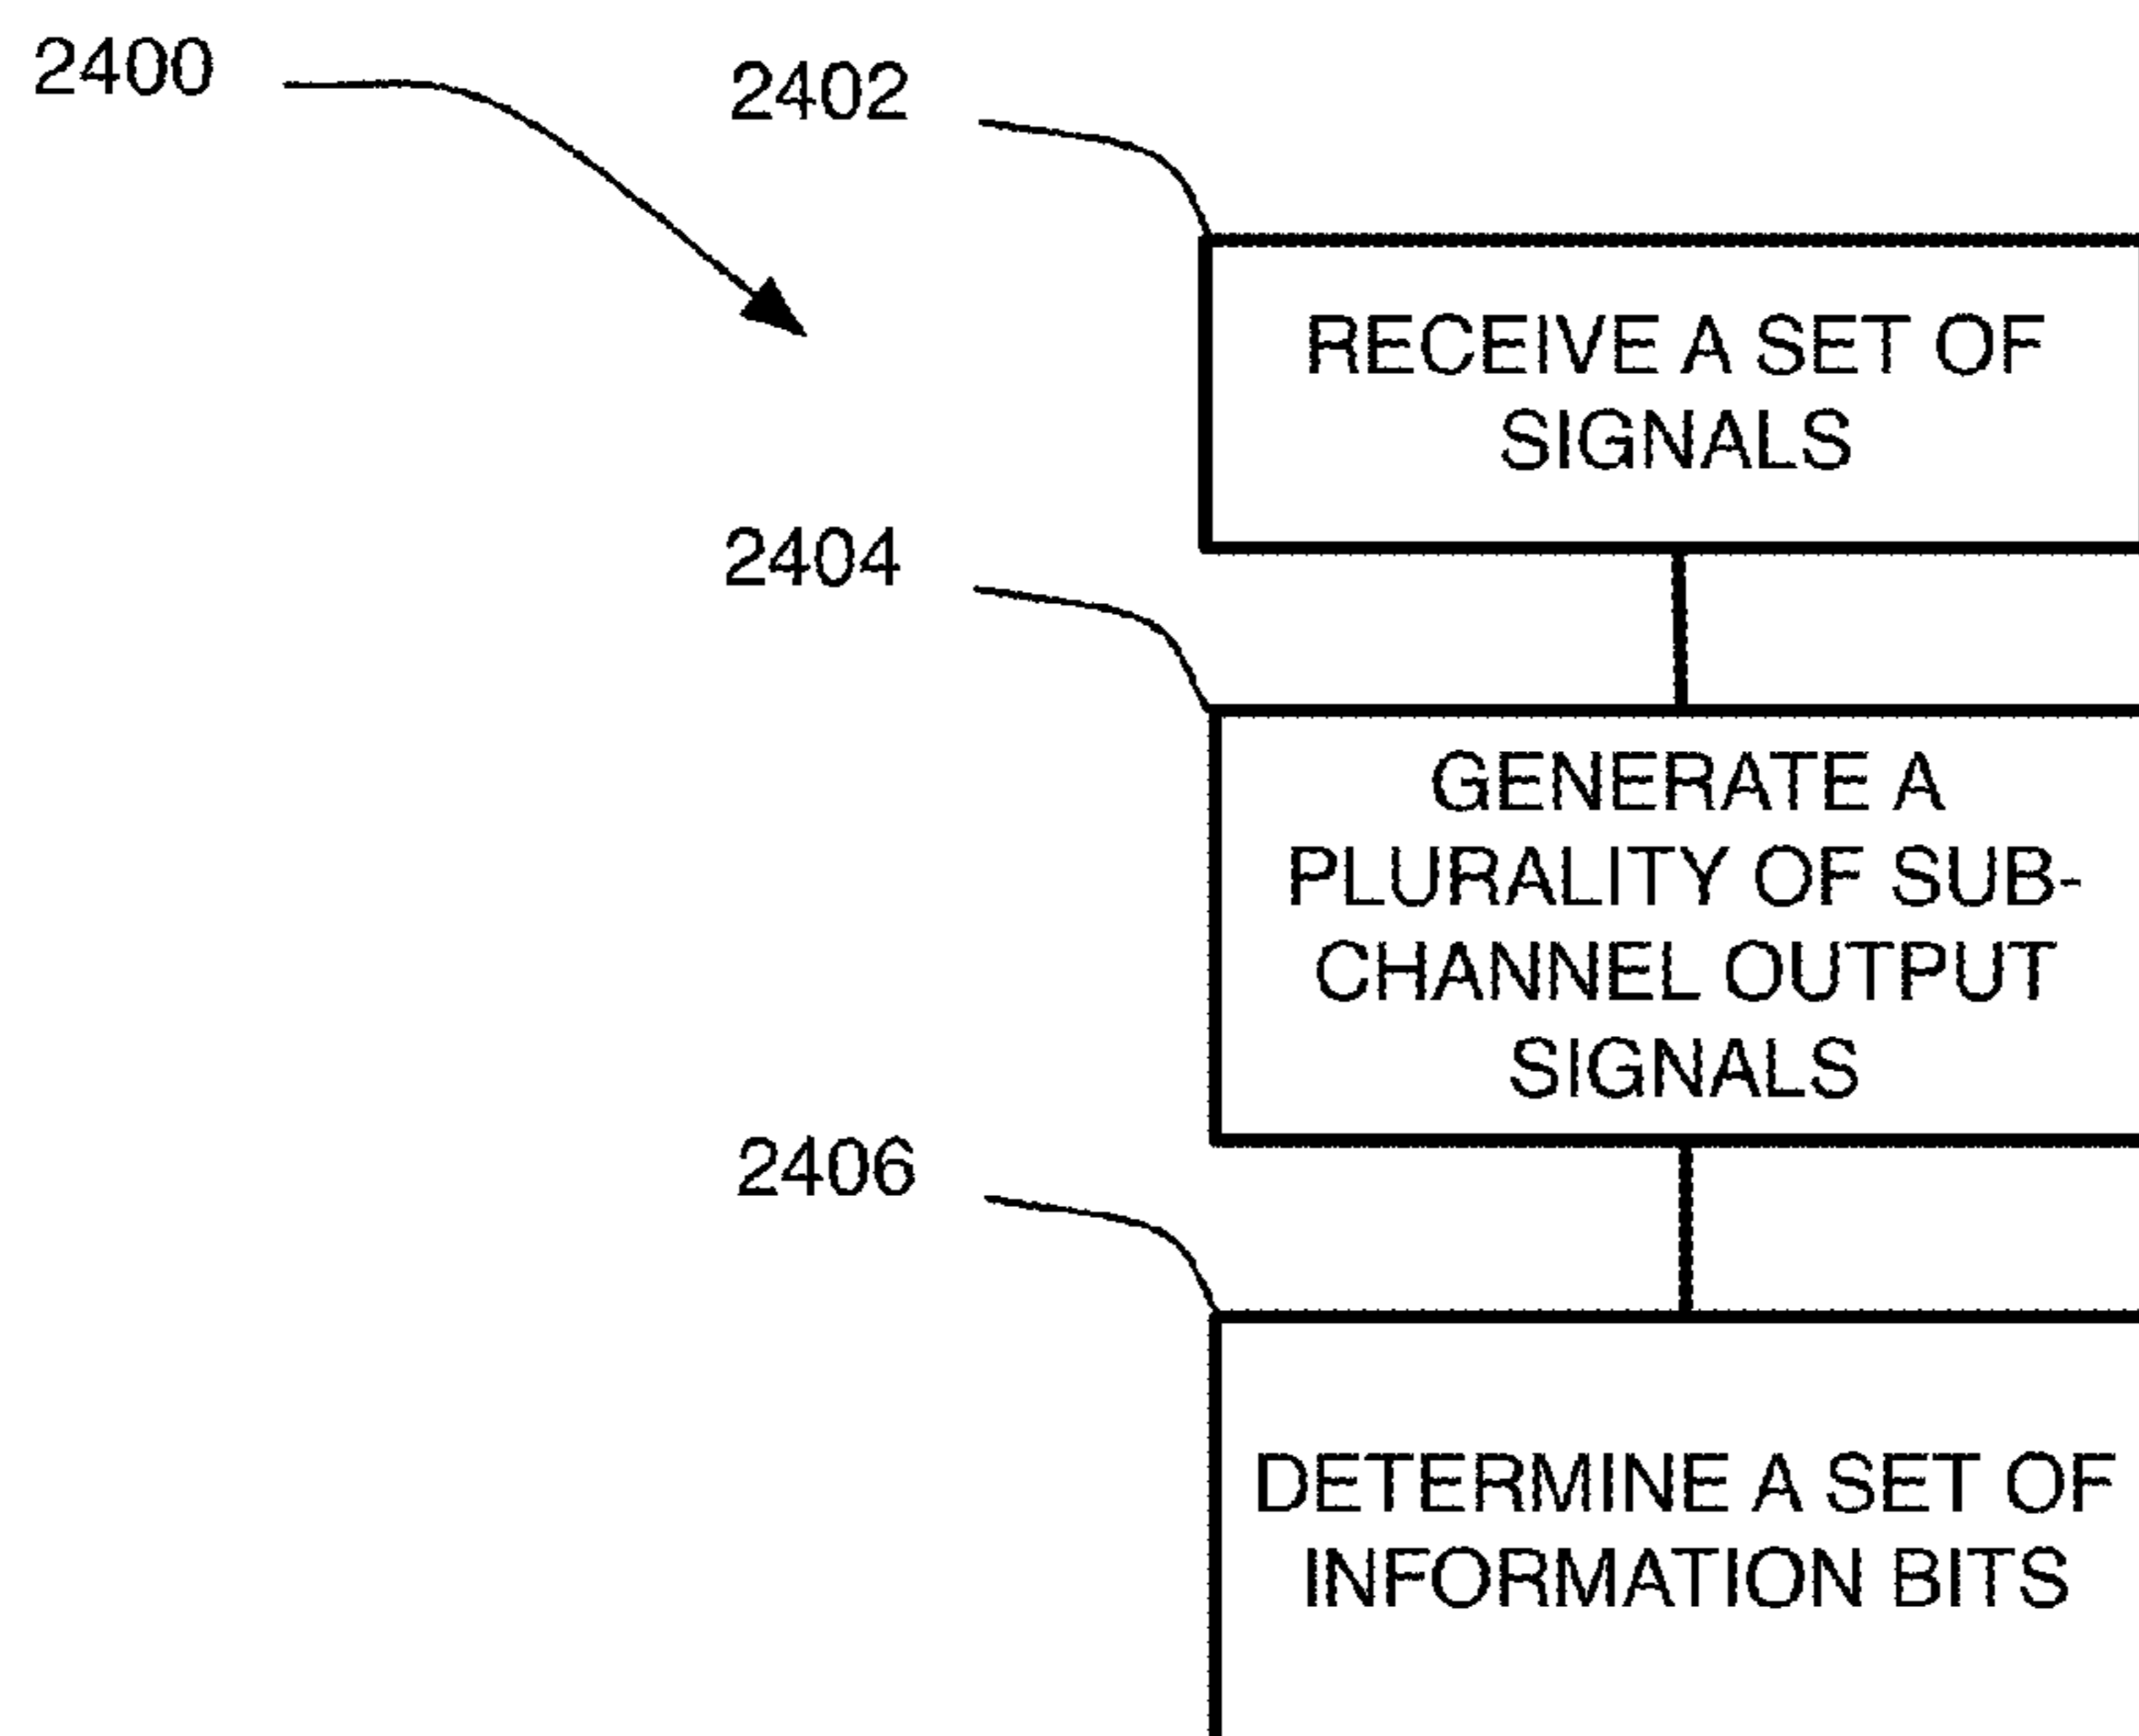 2400
2402
RECEIVE A SET OF
SIGNALS
2404
GENERATE A
PLURALITY OF SUB-
CHANNEL OUTPUT
SIGNALS
2406
DETERMINE A SET OF
INFORMATION BITS